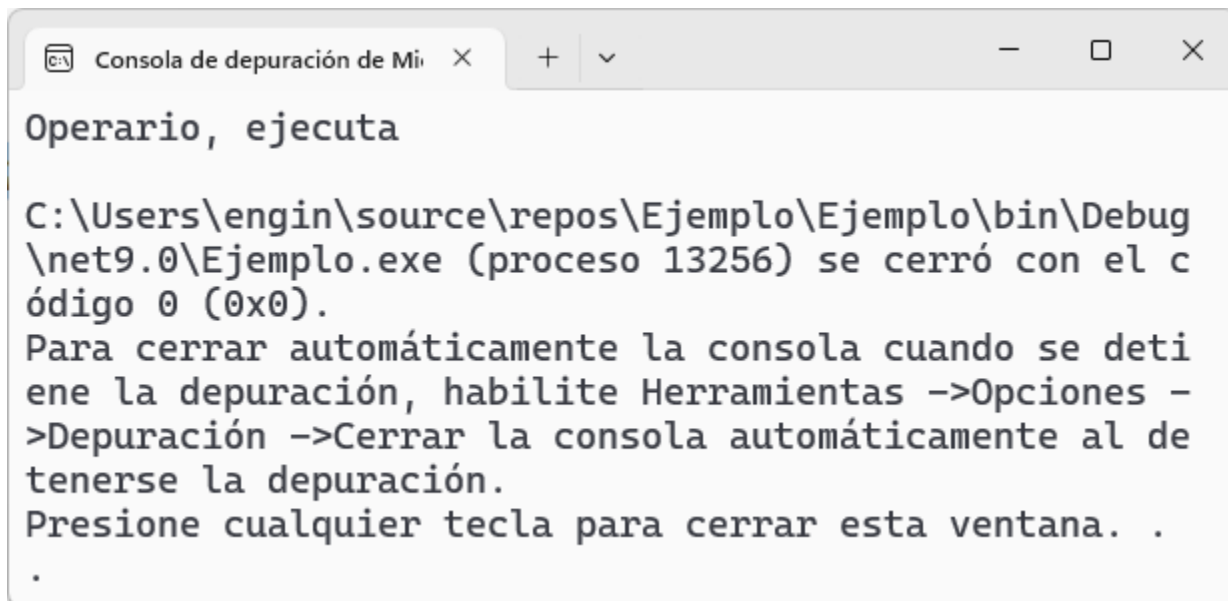 Consola de depuración de Mi
Operario, ejecuta
C:\Users\engin\source\repos\Ejemplo\Ejemplo\bin\Debug
\net9.0\Ejemplo.exe (proceso 13256) se cerró con el c
ódigo 0 (0x0).
Para cerrar automáticamente la consola cuando se deti
ene la depuración, habilite Herramientas ->Opciones -
>Depuración ->Cerrar la consola automáticamente al de
tenerse la depuración.
Presione cualquier tecla para cerrar esta ventana. .
.